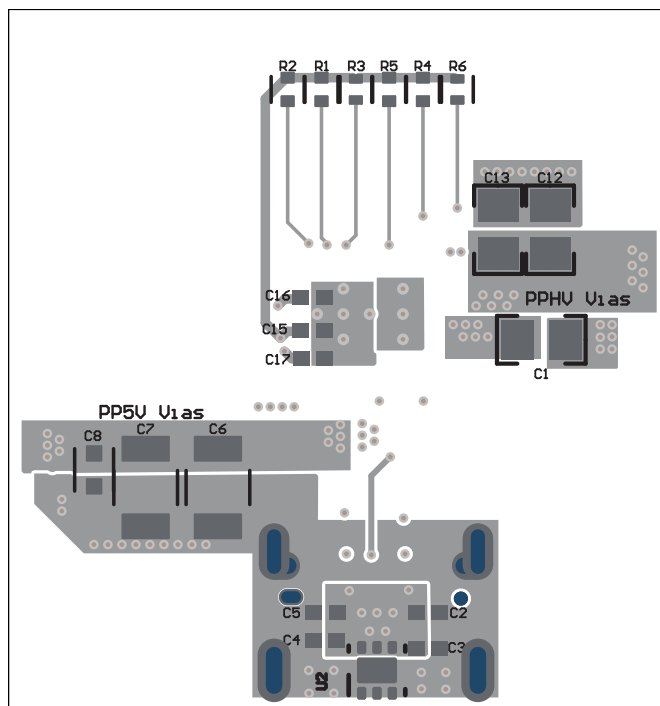 R2 R1 R3 R5 R4 R6
C13 C12
C16
PPHV Vias
C15
C17
C1
PP5V Vias
C8 C7 C6
C5 C2
C4 C3
U2